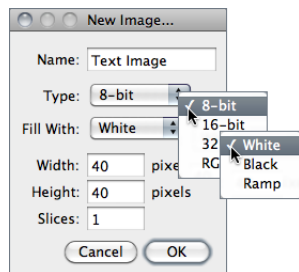 New Image...
Name: Text Image
Type: 8-bit
✓ 8-bit
16-bit
32
RG
Fill With: White
✓ White
Black
Ramp
Width: 40 pixe
Height: 40 pixels
Slices: 1
Cancel OK